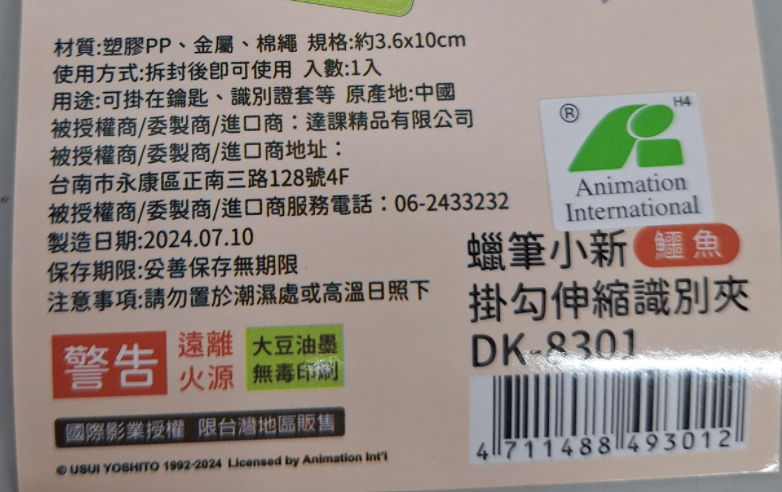 材質:塑膠PP、金屬、棉繩 規格:約3.6x10cm
使用方式:拆封後即可使用 入數:1入
用途:可掛在鑰匙、識別證套等 原產地:中國
被授權商/委製商/進口商：達課精品有限公司
被授權商/委製商/進口商地址：
台南市永康區正南三路128號4F
被授權商/委製商/進口商服務電話：06-2433232
製造日期:2024.07.10
保存期限:妥善保存無期限
注意事項:請勿置於潮濕處或高溫日照下
警告
遠離
火源
大豆油墨
無毒印刷
國際影業授權 限台灣地區販售
© USUI YOSHITO 1992-2024 Licensed by Animation Int'l
® H4
Animation
International
蠟筆小新 鱷魚
掛勾伸縮識別夾
DK-8301
4 711488 493012